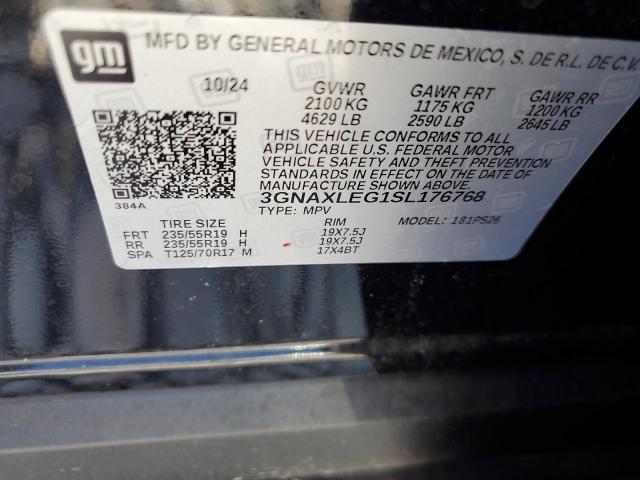 gm
MFD BY GENERAL MOTORS DE MEXICO, S. DE R.L. DE C.V.
10/24 GVWR GAWR FRT GAWR RR
2100 KG 1175 KG 1200 KG
4629 LB 2590 LB 2645 LB
THIS VEHICLE CONFORMS TO ALL
APPLICABLE U.S. FEDERAL MOTOR
VEHICLE SAFETY AND THEFT PREVENTION
STANDARDS IN EFFECT ON THE DATE OF
MANUFACTURE SHOWN ABOVE.
3GNAXLEG1SL176768
384A TYPE: MPV MODEL: 181PS26
TIRE SIZE RIM
FRT 235/55R19 H 19X7.5J
RR 235/55R19 H 19X7.5J
SPA T125/70R17 M 17X4BT